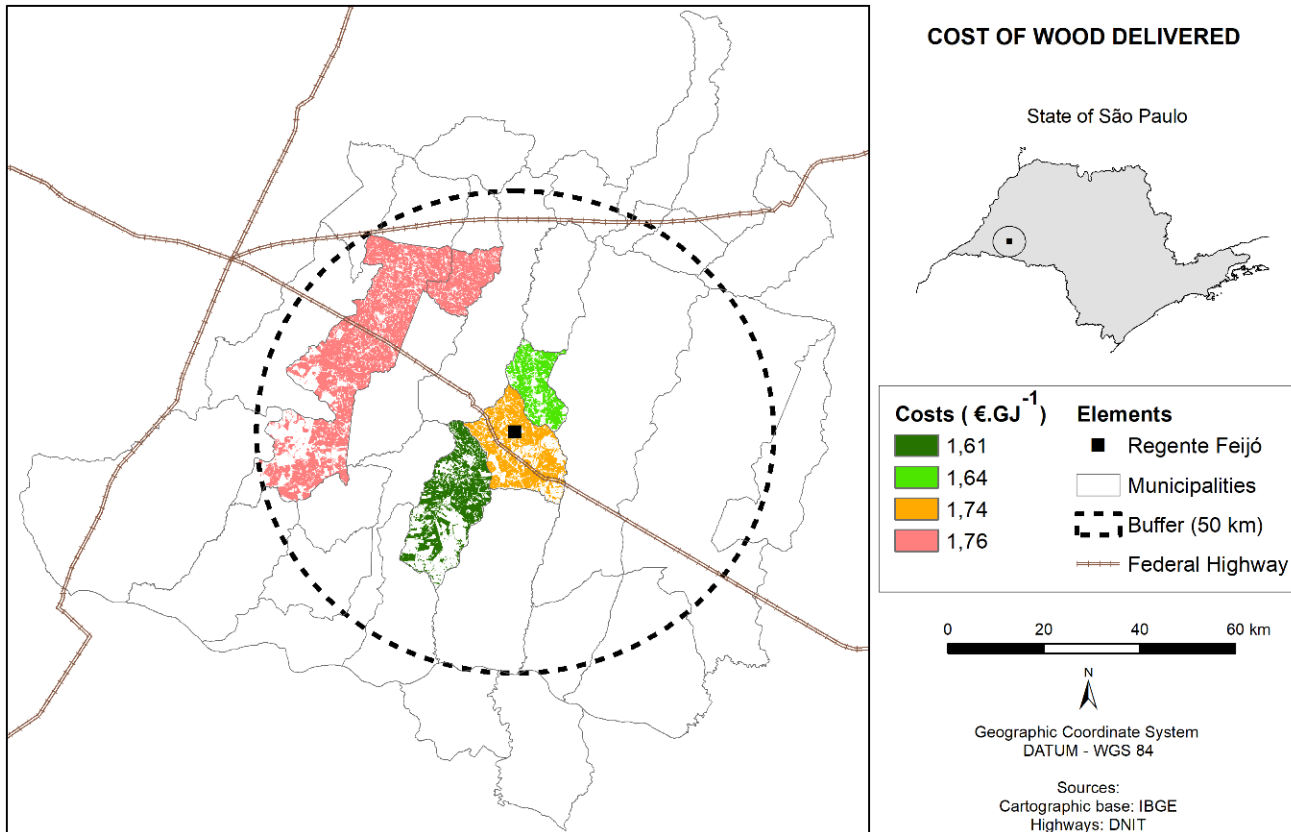 COST OF WOOD DELIVERED
State of São Paulo
Costs ( €.GJ⁻¹) Elements
1,61 Regente Feijó
1,64 Municipalities
1,74 Buffer (50 km)
1,76 Federal Highway
0 20 40 60 km
N
Geographic Coordinate System
DATUM - WGS 84
Sources:
Cartographic base: IBGE
Highways: DNIT